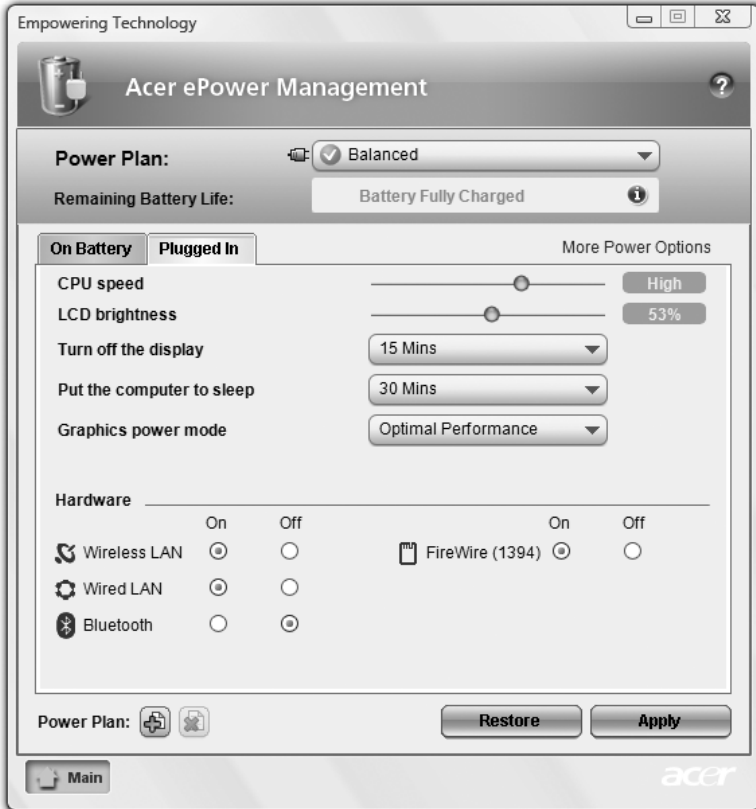 Empowering Technology
Acer ePower Management
?
Power Plan: Balanced
Remaining Battery Life: Battery Fully Charged
On Battery Plugged In More Power Options
CPU speed High
LCD brightness 53%
Turn off the display 15 Mins
Put the computer to sleep 30 Mins
Graphics power mode Optimal Performance
Hardware
On Off On Off
Wireless LAN FireWire (1394)
Wired LAN
Bluetooth
Power Plan: Restore Apply
Main acer